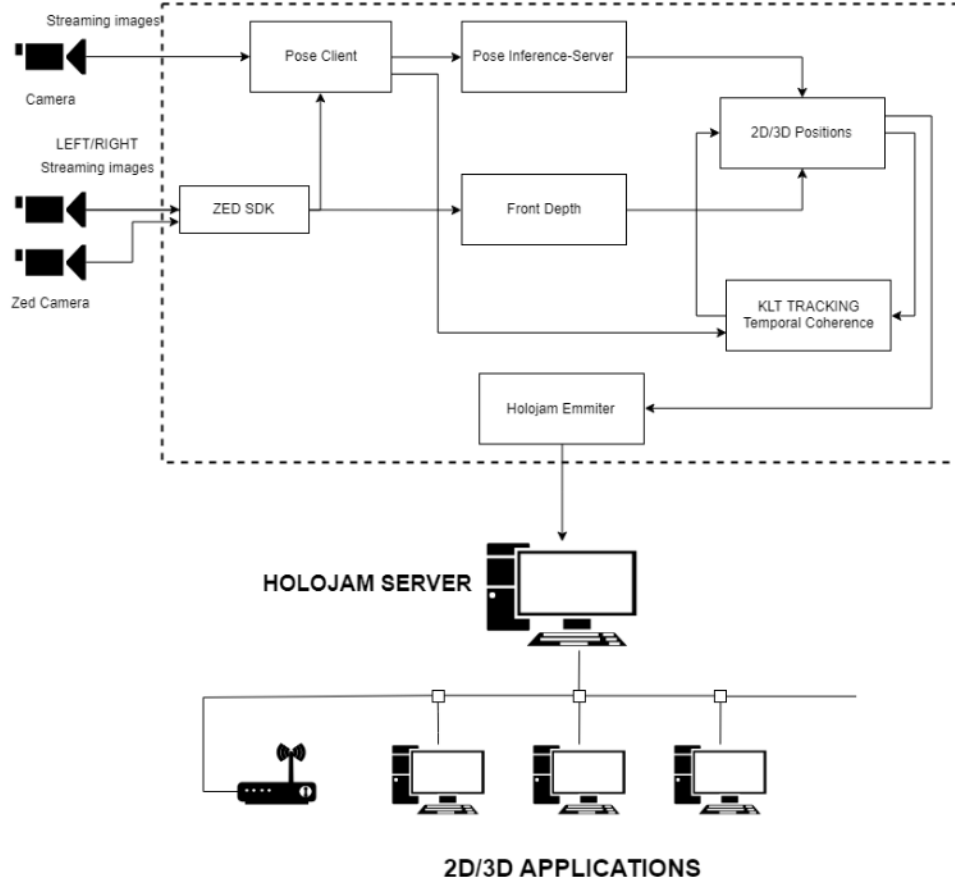 Streaming images
Camera
Pose Client
Pose Inference-Server
2D/3D Positions
LEFT/RIGHT
Streaming images
ZED SDK
Front Depth
Zed Camera
KLT TRACKING
Temporal Coherence
Holojam Emmiter
HOLOJAM SERVER
2D/3D APPLICATIONS